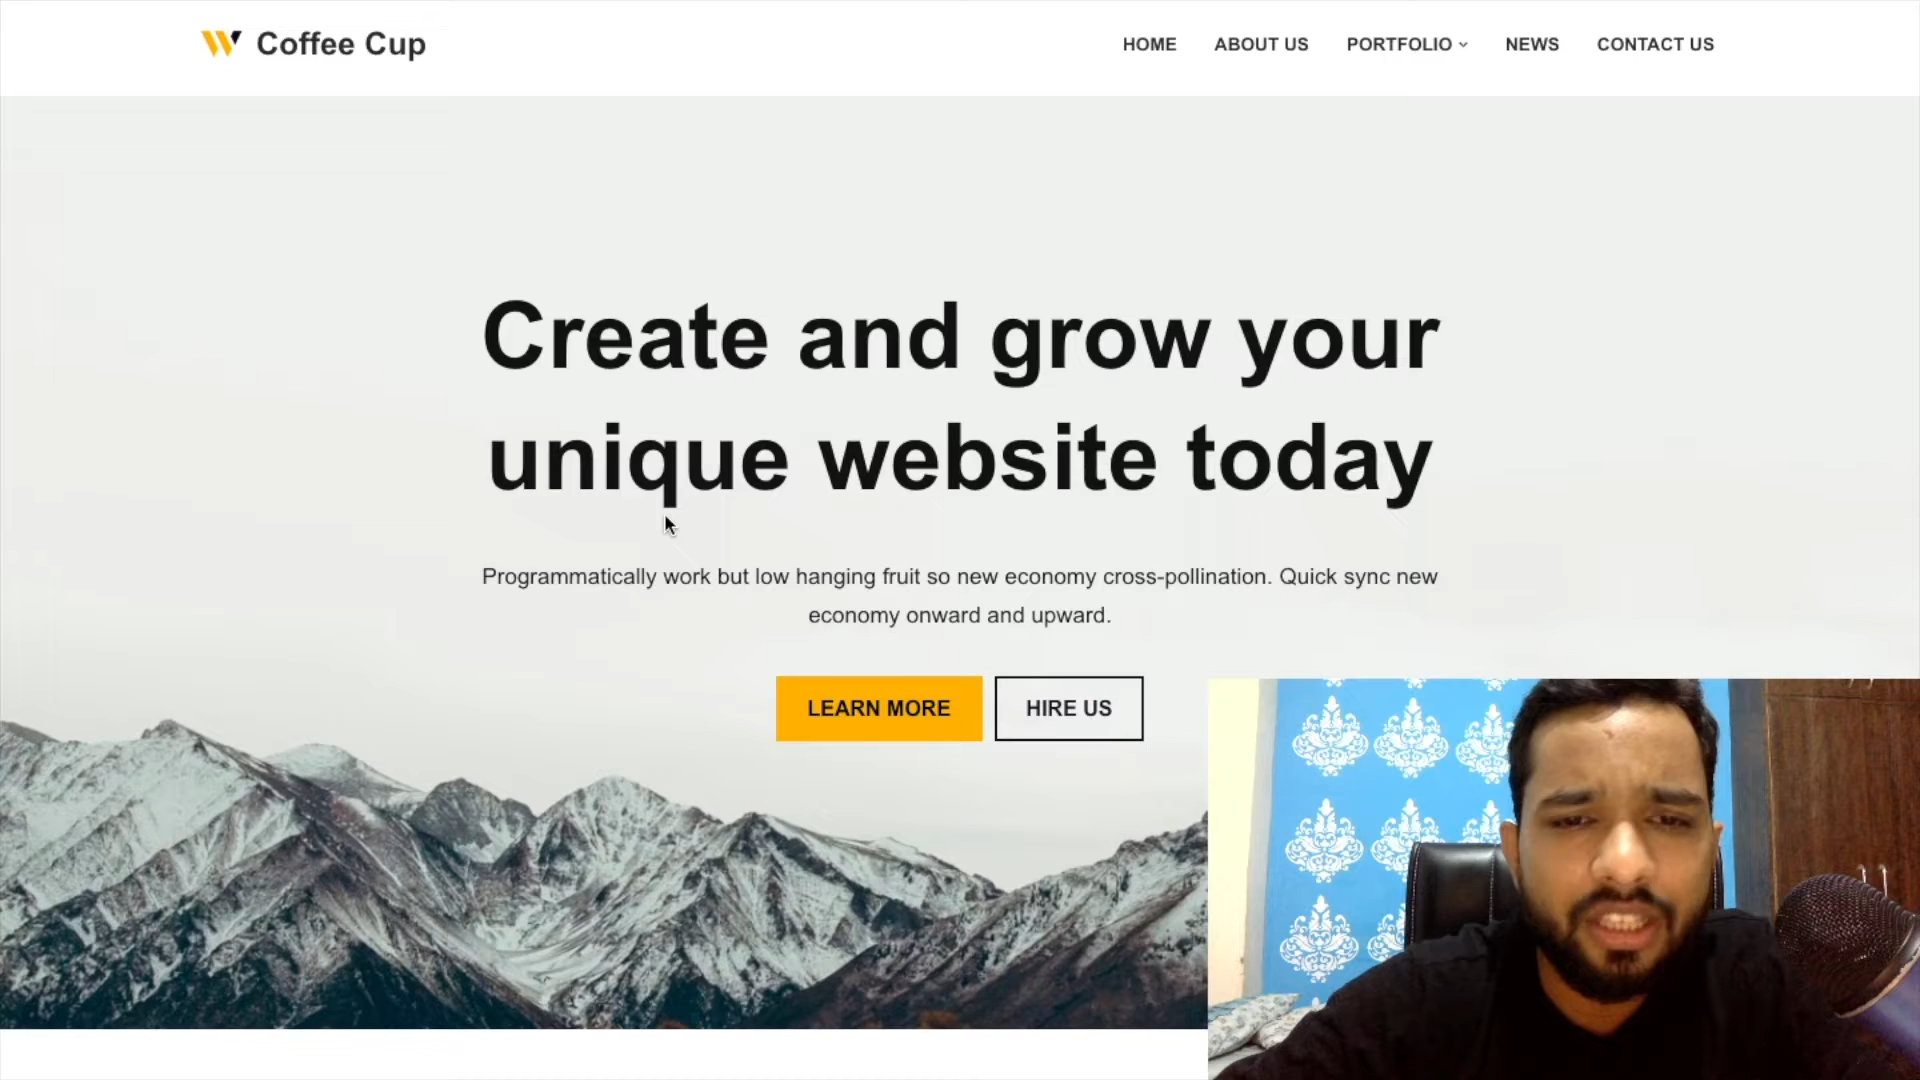 Coffee Cup
HOME ABOUT US PORTFOLIO NEWS CONTACT US
Create and grow your
unique website today
Programmatically work but low hanging fruit so new economy cross-pollination. Quick sync new
economy onward and upward.
LEARN MORE HIRE US